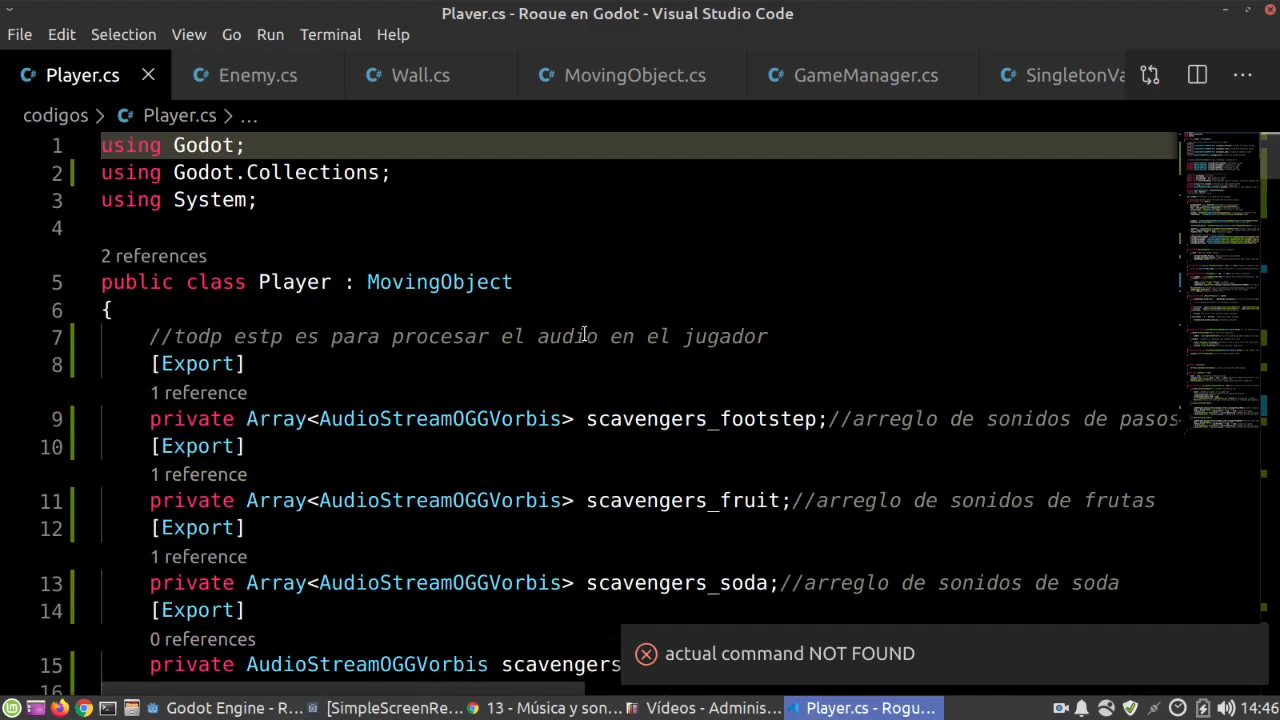 Player.cs - Rogue en Godot - Visual Studio Code
File Edit Selection View Go Run Terminal Help
Player.cs Enemy.cs Wall.cs MovingObject.cs GameManager.cs SingletonVa
codigos > Player.cs > ...
1 using Godot;
2 using Godot.Collections;
3 using System;
4
2 references
5 public class Player : MovingObject
6 {
7 //todp estp es para procesar el audio en el jugador
8 [Export]
1 reference
9 private Array<AudioStreamOGGVorbis> scavengers_footstep;//arreglo de sonidos de pasos
10 [Export]
1 reference
11 private Array<AudioStreamOGGVorbis> scavengers_fruit;//arreglo de sonidos de frutas
12 [Export]
1 reference
13 private Array<AudioStreamOGGVorbis> scavengers_soda;//arreglo de sonidos de soda
14 [Export]
0 references
15 private AudioStreamOGGVorbis scavengers
16
actual command NOT FOUND
Godot Engine - R... [SimpleScreenRe... 13 - Música y son... Vídeos - Adminis... Player.cs - Rogu... 14:46